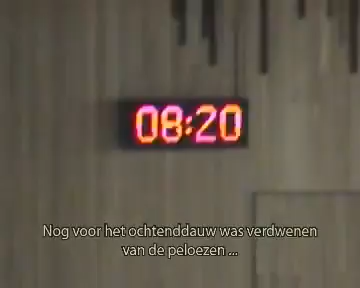 08:20
Nog voor het ochtenddauw was verdwenen
van de peloezen ...